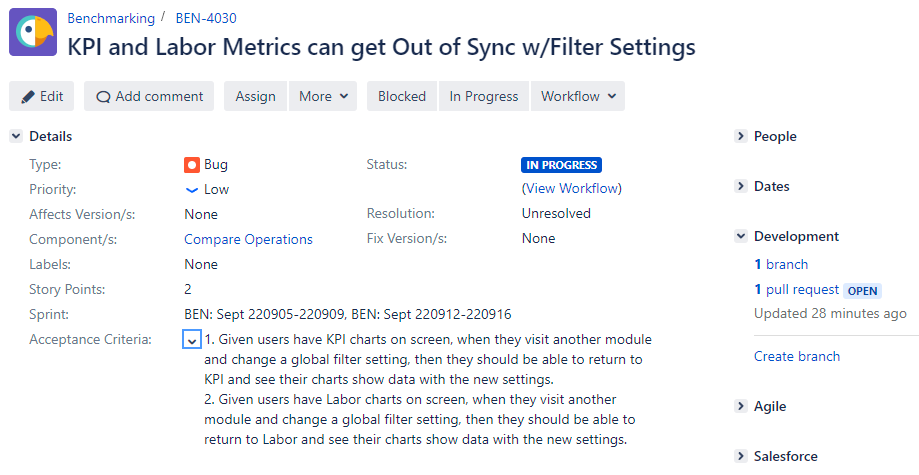 Benchmarking / BEN-4030
KPI and Labor Metrics can get Out of Sync w/Filter Settings
Edit Add comment Assign More Blocked In Progress Workflow
Details
Type: Bug
Status: IN PROGRESS
(View Workflow)
Priority: Low
Affects Version/s: None
Resolution: Unresolved
Component/s: Compare Operations
Fix Version/s: None
Labels: None
Story Points: 2
Sprint: BEN: Sept 220905-220909, BEN: Sept 220912-220916
Acceptance Criteria: 1. Given users have KPI charts on screen, when they visit another module
and change a global filter setting, then they should be able to return to
KPI and see their charts show data with the new settings.
2. Given users have Labor charts on screen, when they visit another
module and change a global filter setting, then they should be able to
return to Labor and see their charts show data with the new settings.
People
Dates
Development
1 branch
1 pull request OPEN
Updated 28 minutes ago
Create branch
Agile
Salesforce